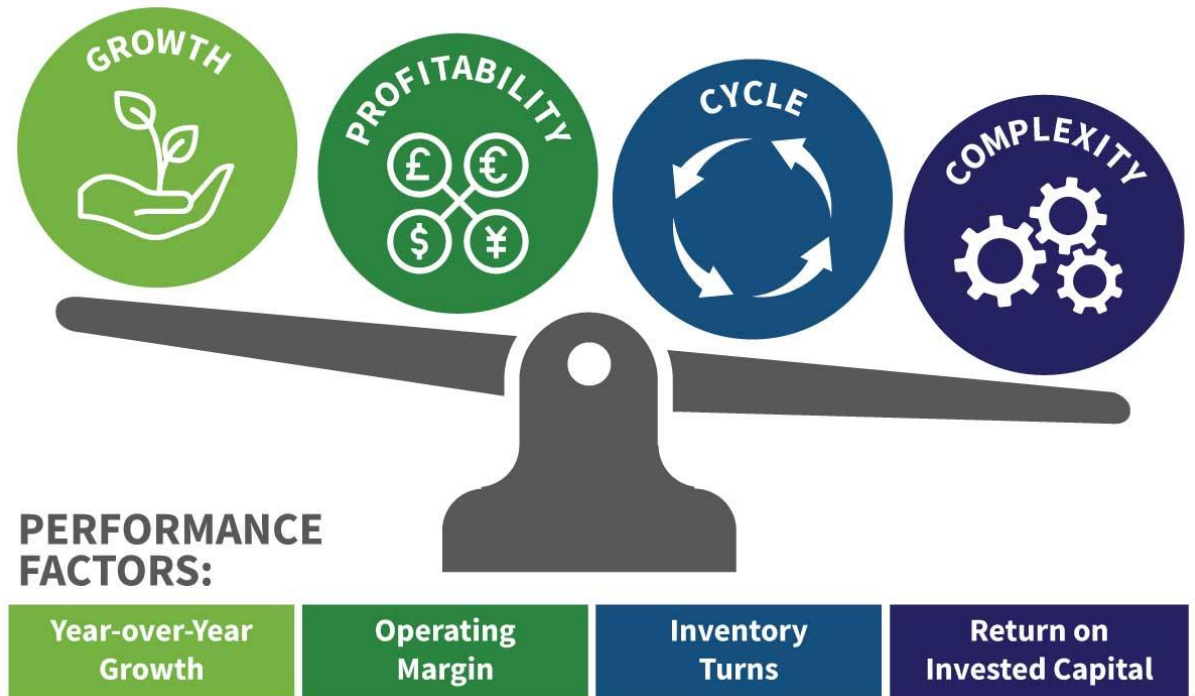 GROWTH
PROFITABILITY
CYCLE
COMPLEXITY
£ €
$ ¥
PERFORMANCE
FACTORS:
Year-over-Year
Growth
Operating
Margin
Inventory
Turns
Return on
Invested Capital